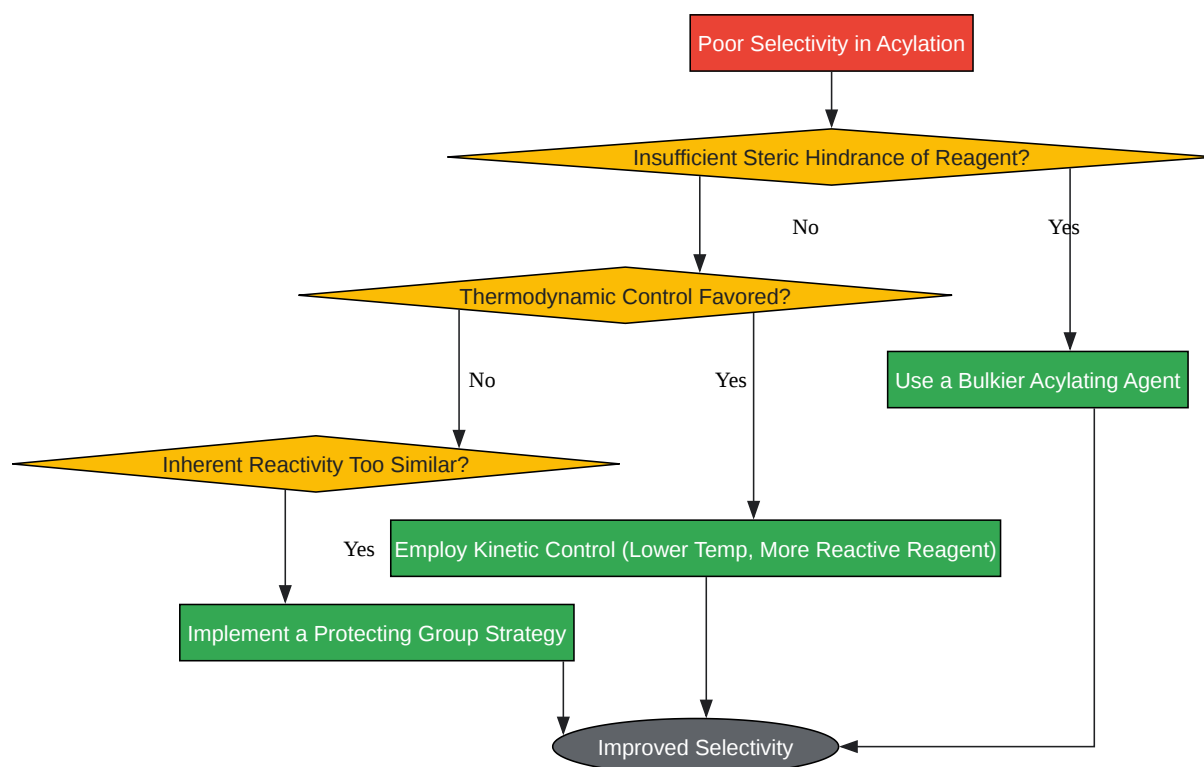 Poor Selectivity in Acylation
Insufficient Steric Hindrance of Reagent?
No
Yes
Thermodynamic Control Favored?
No
Yes
Use a Bulkier Acylating Agent
Inherent Reactivity Too Similar?
Yes
Employ Kinetic Control (Lower Temp, More Reactive Reagent)
Implement a Protecting Group Strategy
Improved Selectivity